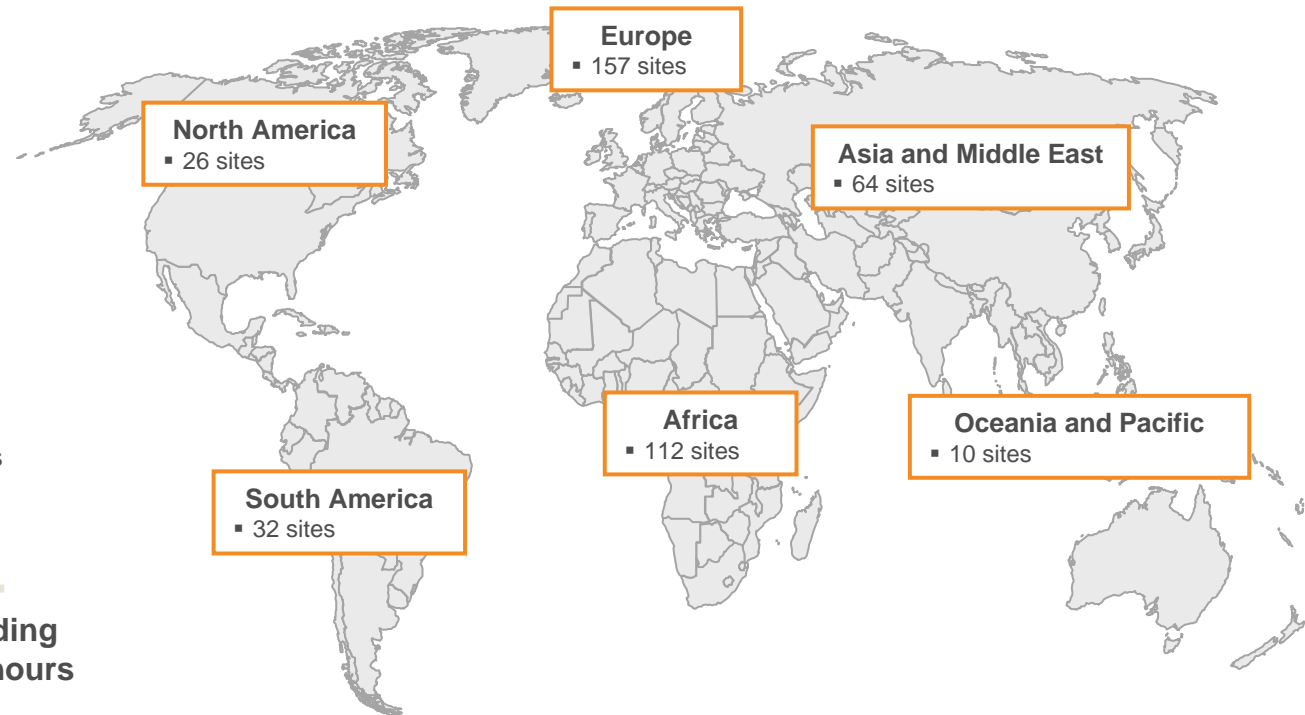 Europe
▪ 157 sites
North America
▪ 26 sites
Asia and Middle East
▪ 64 sites
Africa
▪ 112 sites
Oceania and Pacific
▪ 10 sites
South America
▪ 32 sites
ding
hours